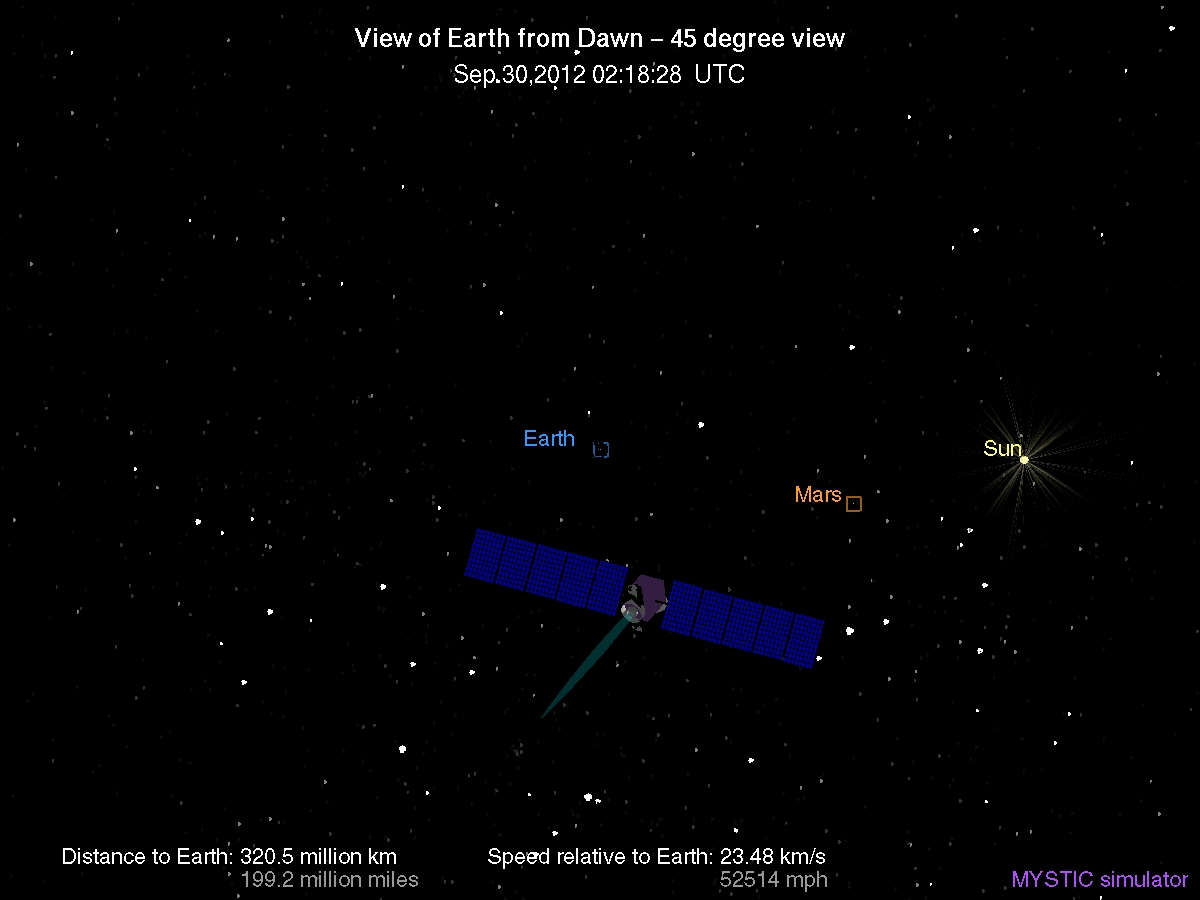 View of Earth from Dawn – 45 degree view
Sep.30,2012 02:18:28 UTC
Earth
Sun
Mars
Distance to Earth: 320.5 million km
199.2 million miles
Speed relative to Earth: 23.48 km/s
52514 mph
MYSTIC simulator